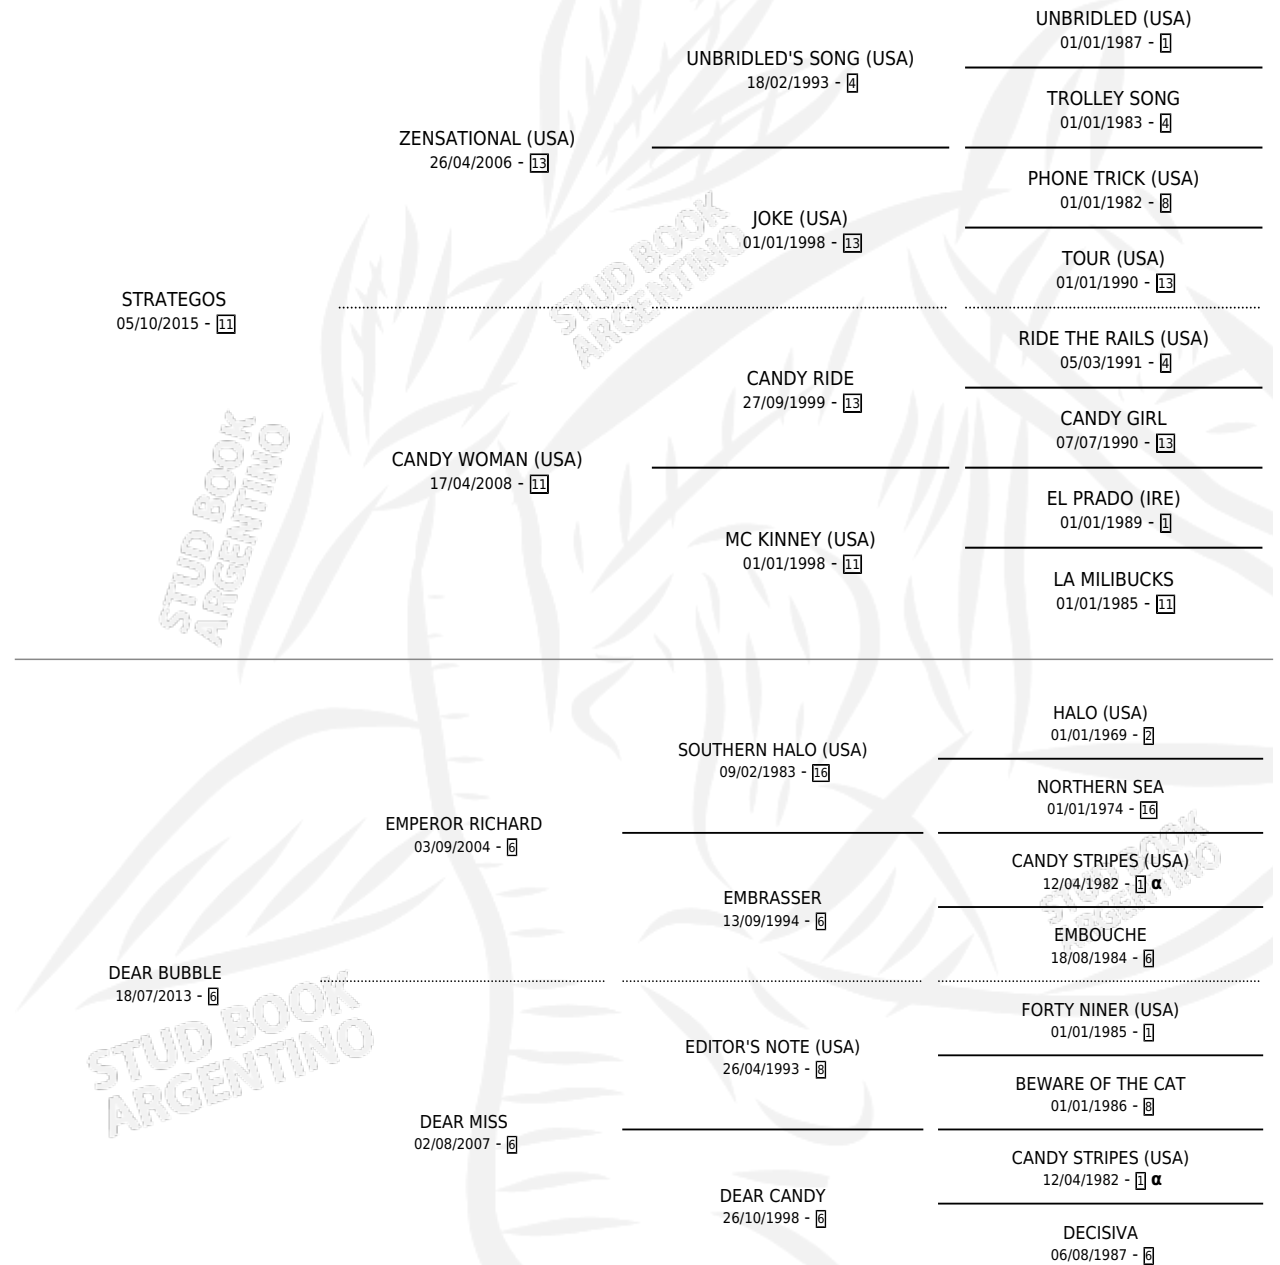 UNBRIDLED (USA)
01/01/1987 - 1
UNBRIDLED'S SONG (USA)
18/02/1993 - 4
TROLLEY SONG
01/01/1983 - 4
ZENSATIONAL (USA)
26/04/2006 - 13
PHONE TRICK (USA)
01/01/1982 - 8
JOKE (USA)
01/01/1998 - 13
TOUR (USA)
01/01/1990 - 13
STUD BOOK
ARGENTINO
STRATEGOS
05/10/2015 - 11
RIDE THE RAILS (USA)
05/03/1991 - 4
CANDY RIDE
27/09/1999 - 13
CANDY GIRL
07/07/1990 - 13
CANDY WOMAN (USA)
17/04/2008 - 11
EL PRADO (IRE)
01/01/1989 - 1
MC KINNEY (USA)
01/01/1998 - 11
LA MILIBUCKS
01/01/1985 - 11
STUD BOOK
ARGENTINO
HALO (USA)
01/01/1969 - 2
SOUTHERN HALO (USA)
09/02/1983 - 16
NORTHERN SEA
01/01/1974 - 16
EMPEROR RICHARD
03/09/2004 - 6
CANDY STRIPES (USA)
12/04/1982 - 1 α
EMBRASSER
13/09/1994 - 6
EMBOUCHE
18/08/1984 - 6
STUD BOOK
ARGENTINO
DEAR BUBBLE
18/07/2013 - 6
FORTY NINER (USA)
01/01/1985 - 1
EDITOR'S NOTE (USA)
26/04/1993 - 8
BEWARE OF THE CAT
01/01/1986 - 8
STUD BOOK
ARGENTINO
DEAR MISS
02/08/2007 - 6
CANDY STRIPES (USA)
12/04/1982 - 1 α
DEAR CANDY
26/10/1998 - 6
DECISIVA
06/08/1987 - 6